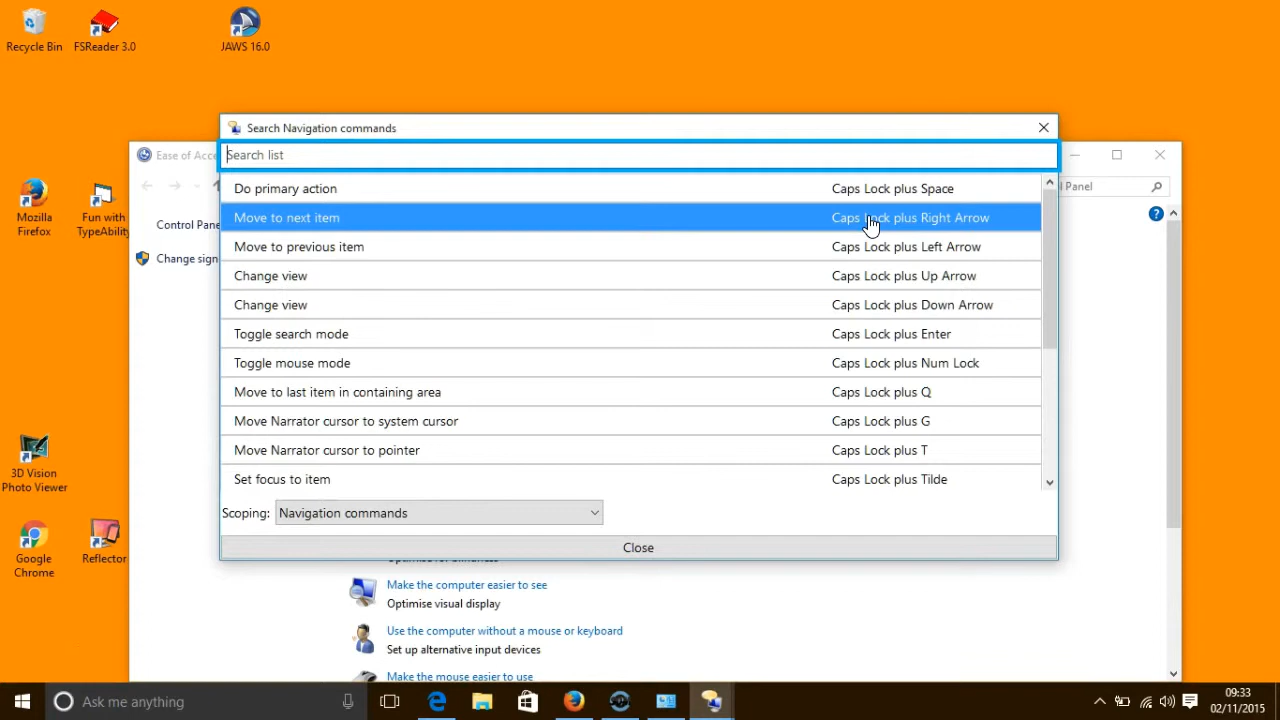 Recycle Bin
FSReader 3.0
JAWS 16.0
Search Navigation commands
Search list
Do primary action Caps Lock plus Space
Move to next item Caps Lock plus Right Arrow
Move to previous item Caps Lock plus Left Arrow
Change view Caps Lock plus Up Arrow
Change view Caps Lock plus Down Arrow
Toggle search mode Caps Lock plus Enter
Toggle mouse mode Caps Lock plus Num Lock
Move to last item in containing area Caps Lock plus Q
Move Narrator cursor to system cursor Caps Lock plus G
Move Narrator cursor to pointer Caps Lock plus T
Set focus to item Caps Lock plus Tilde
Scoping: Navigation commands
Close
Ease of Acce
Panel
Control Pane
Change sign
Make the computer easier to see
Optimise visual display
Use the computer without a mouse or keyboard
Set up alternative input devices
Make the mouse easier to use
Mozilla
Firefox
Fun with
TypeAbility
3D Vision
Photo Viewer
Google
Chrome
Reflector
Ask me anything
09:33
02/11/2015